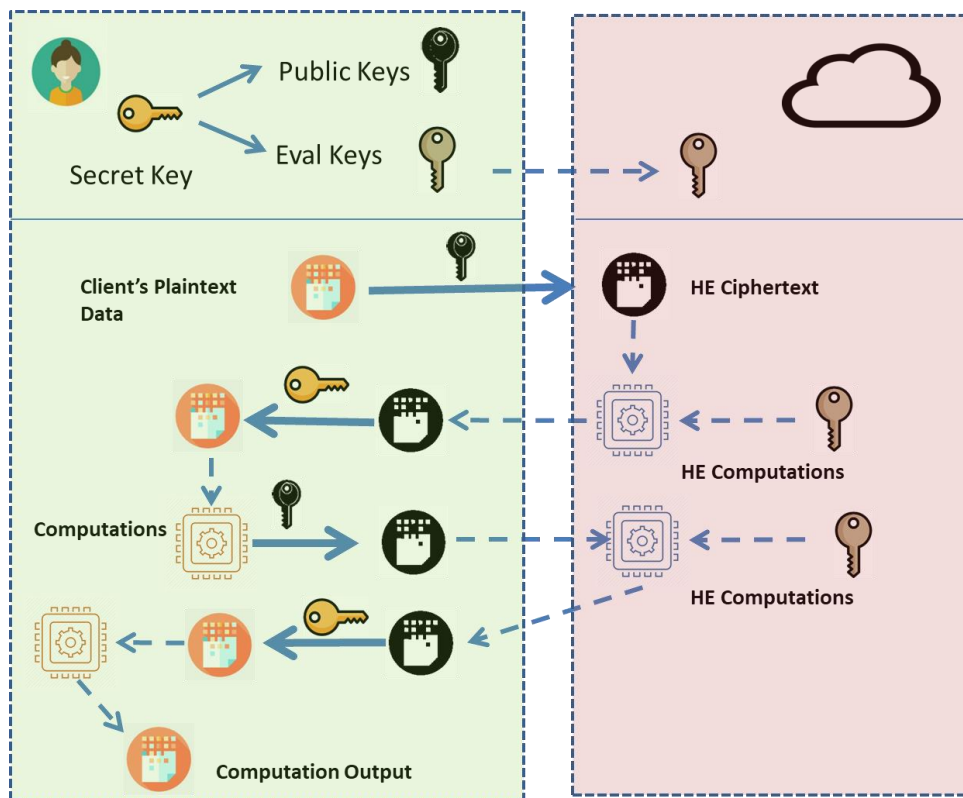 Public Keys
Eval Keys
Secret Key
Client's Plaintext
Data
HE Ciphertext
HE Computations
Computations
HE Computations
Computation Output